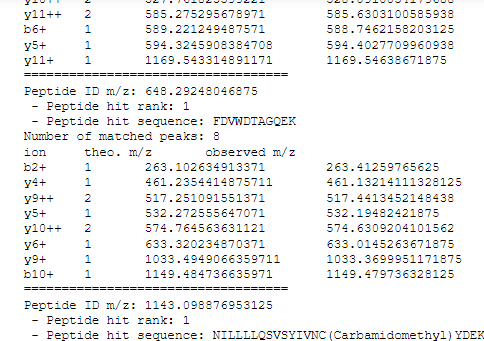 y11++ 2 585.275295678971 585.6303100585938
b6+ 1 589.221249487571 588.7462158203125
y5+ 1 594.3245908384708 594.4027709960938
y11+ 1 1169.543314891171 1169.54638671875
==================================
Peptide ID m/z: 648.29248046875
- Peptide hit rank: 1
- Peptide hit sequence: FDVWDTAGQEK
Number of matched peaks: 8
ion theo. m/z observed m/z
b2+ 1 263.102634913371 263.41259765625
y4+ 1 461.2354414875711 461.13214111328125
y9++ 2 517.251091551371 517.4413452148438
y5+ 1 532.272555647071 532.19482421875
y10++ 2 574.764563631121 574.6309204101562
y6+ 1 633.320234870371 633.0145263671875
y9+ 1 1033.4949066359711 1033.3699951171875
b10+ 1 1149.484736635971 1149.479736328125
==================================
Peptide ID m/z: 1143.098876953125
- Peptide hit rank: 1
- Peptide hit sequence: NILLLLQSVSYIVNC(Carbamidomethyl)YDEK